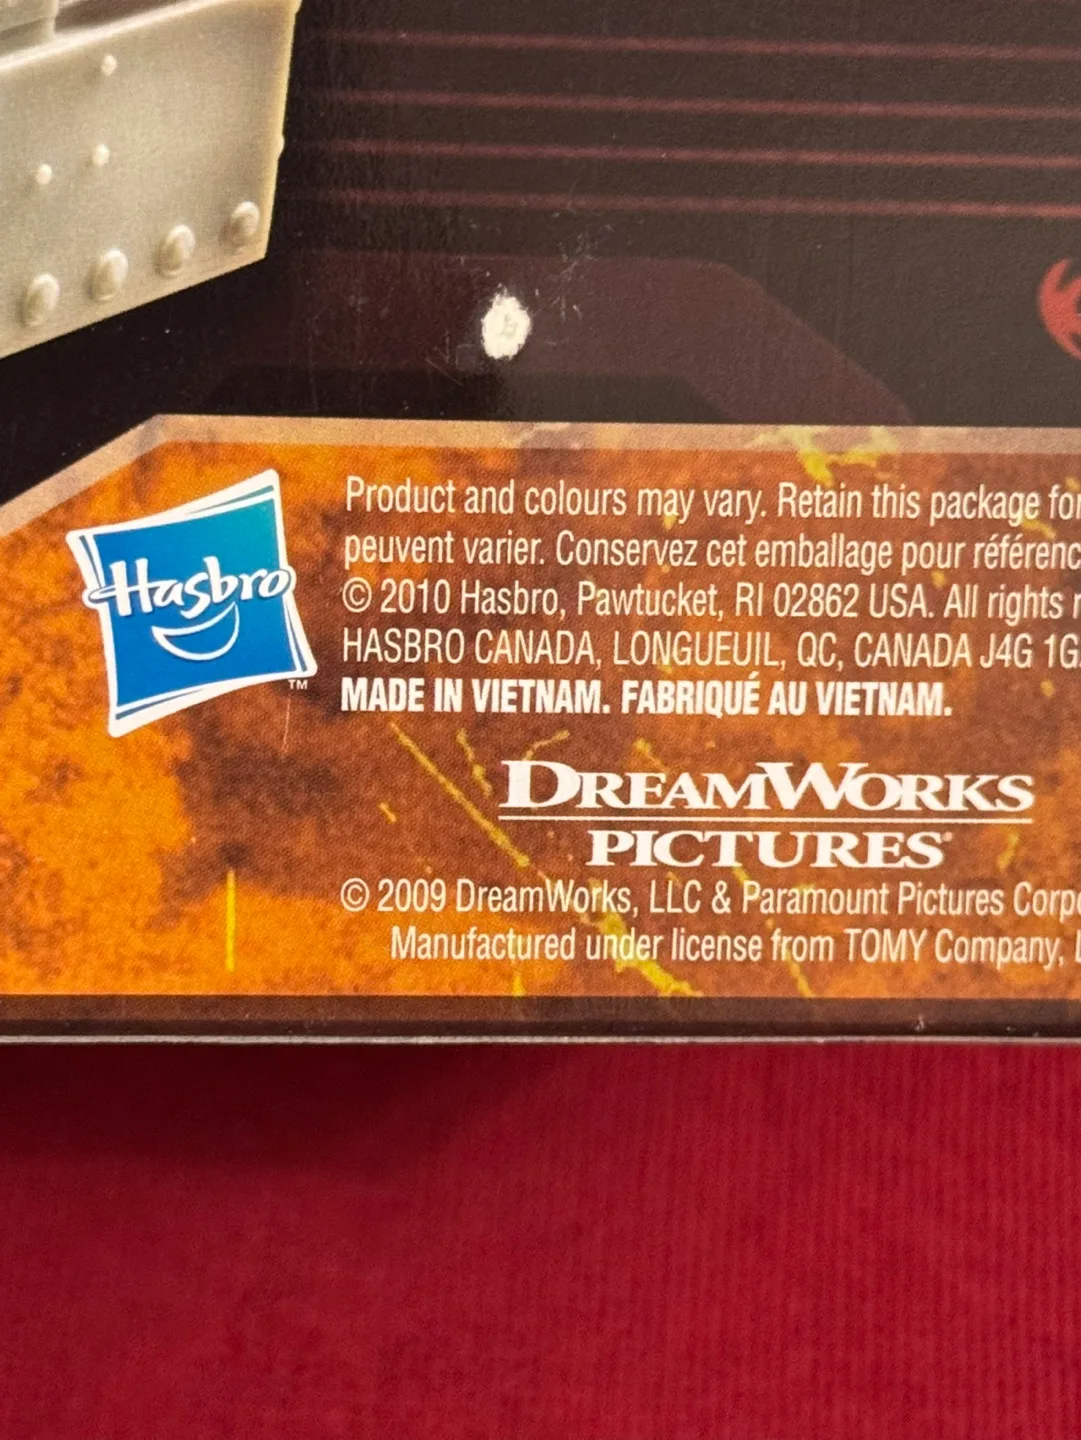 Hasbro
TM
Product and colours may vary. Retain this package for
peuvent varier. Conservez cet emballage pour
© 2010 Hasbro, Pawtucket, RI 02862 USA. All rights
HASBRO CANADA, LONGUEUIL, QC, CANADA J4G
MADE IN VIETNAM. FABRIQUÉ AU VIETNAM.
DREAMWORKS
PICTURES
© 2009 DreamWorks, LLC & Paramount Pictures
Manufactured under license from TOMY Company,